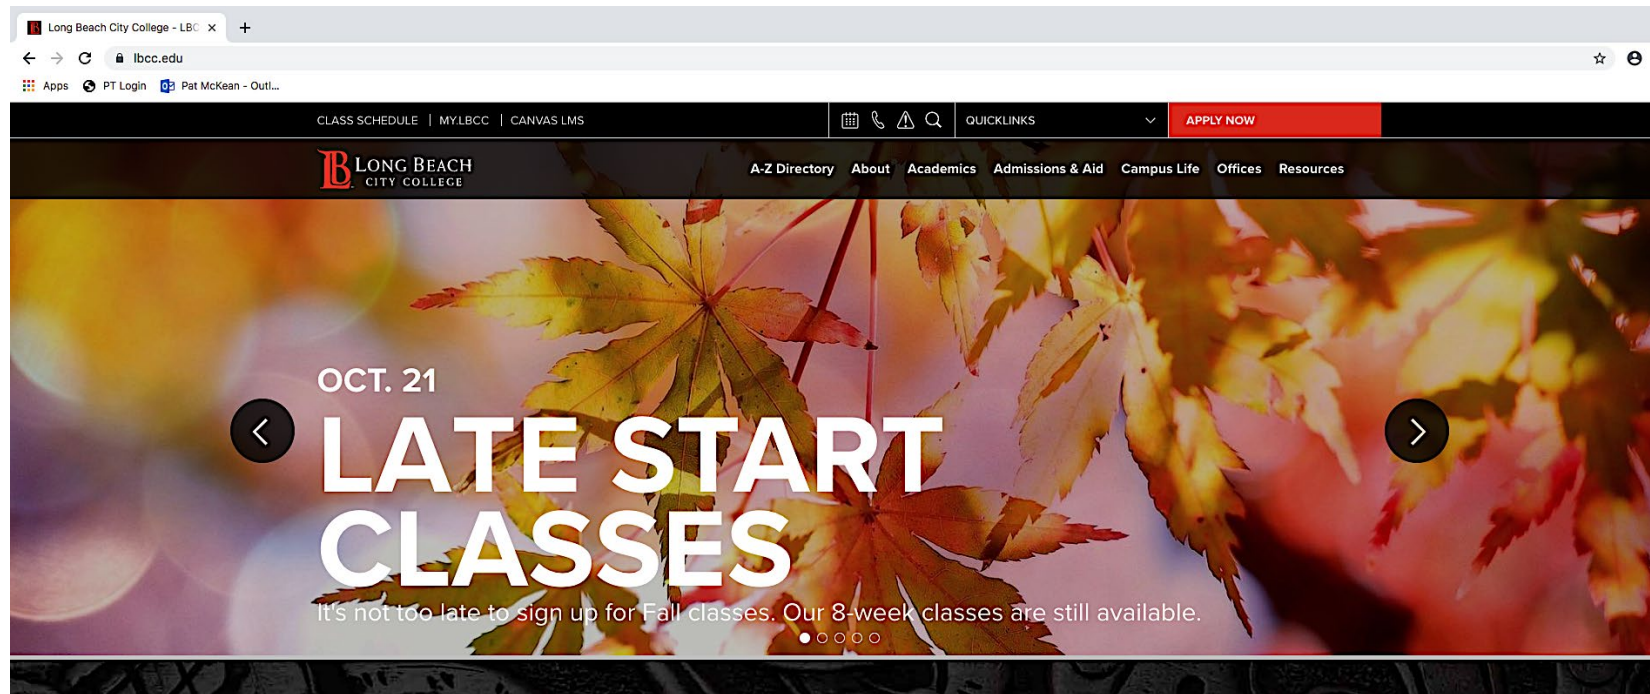 Long Beach City College - LBC
lbcc.edu
Apps PT Login Pat McKean - Outl...
CLASS SCHEDULE | MY.LBCC | CANVAS LMS QUICKLINKS APPLY NOW
LB LONG BEACH
CITY COLLEGE
A-Z Directory About Academics Admissions & Aid Campus Life Offices Resources
OCT. 21
LATE START
CLASSES
It's not too late to sign up for Fall classes. Our 8-week classes are still available.